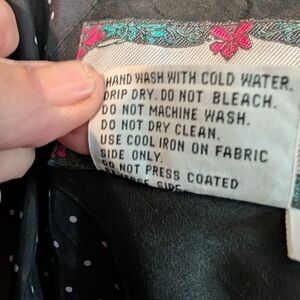 HAND WASH WITH COLD WATER.
DRIP DRY. DO NOT BLEACH.
DO NOT MACHINE WASH.
DO NOT DRY CLEAN.
USE COOL IRON ON FABRIC
SIDE ONLY.
DO NOT PRESS COATED
SIDE.